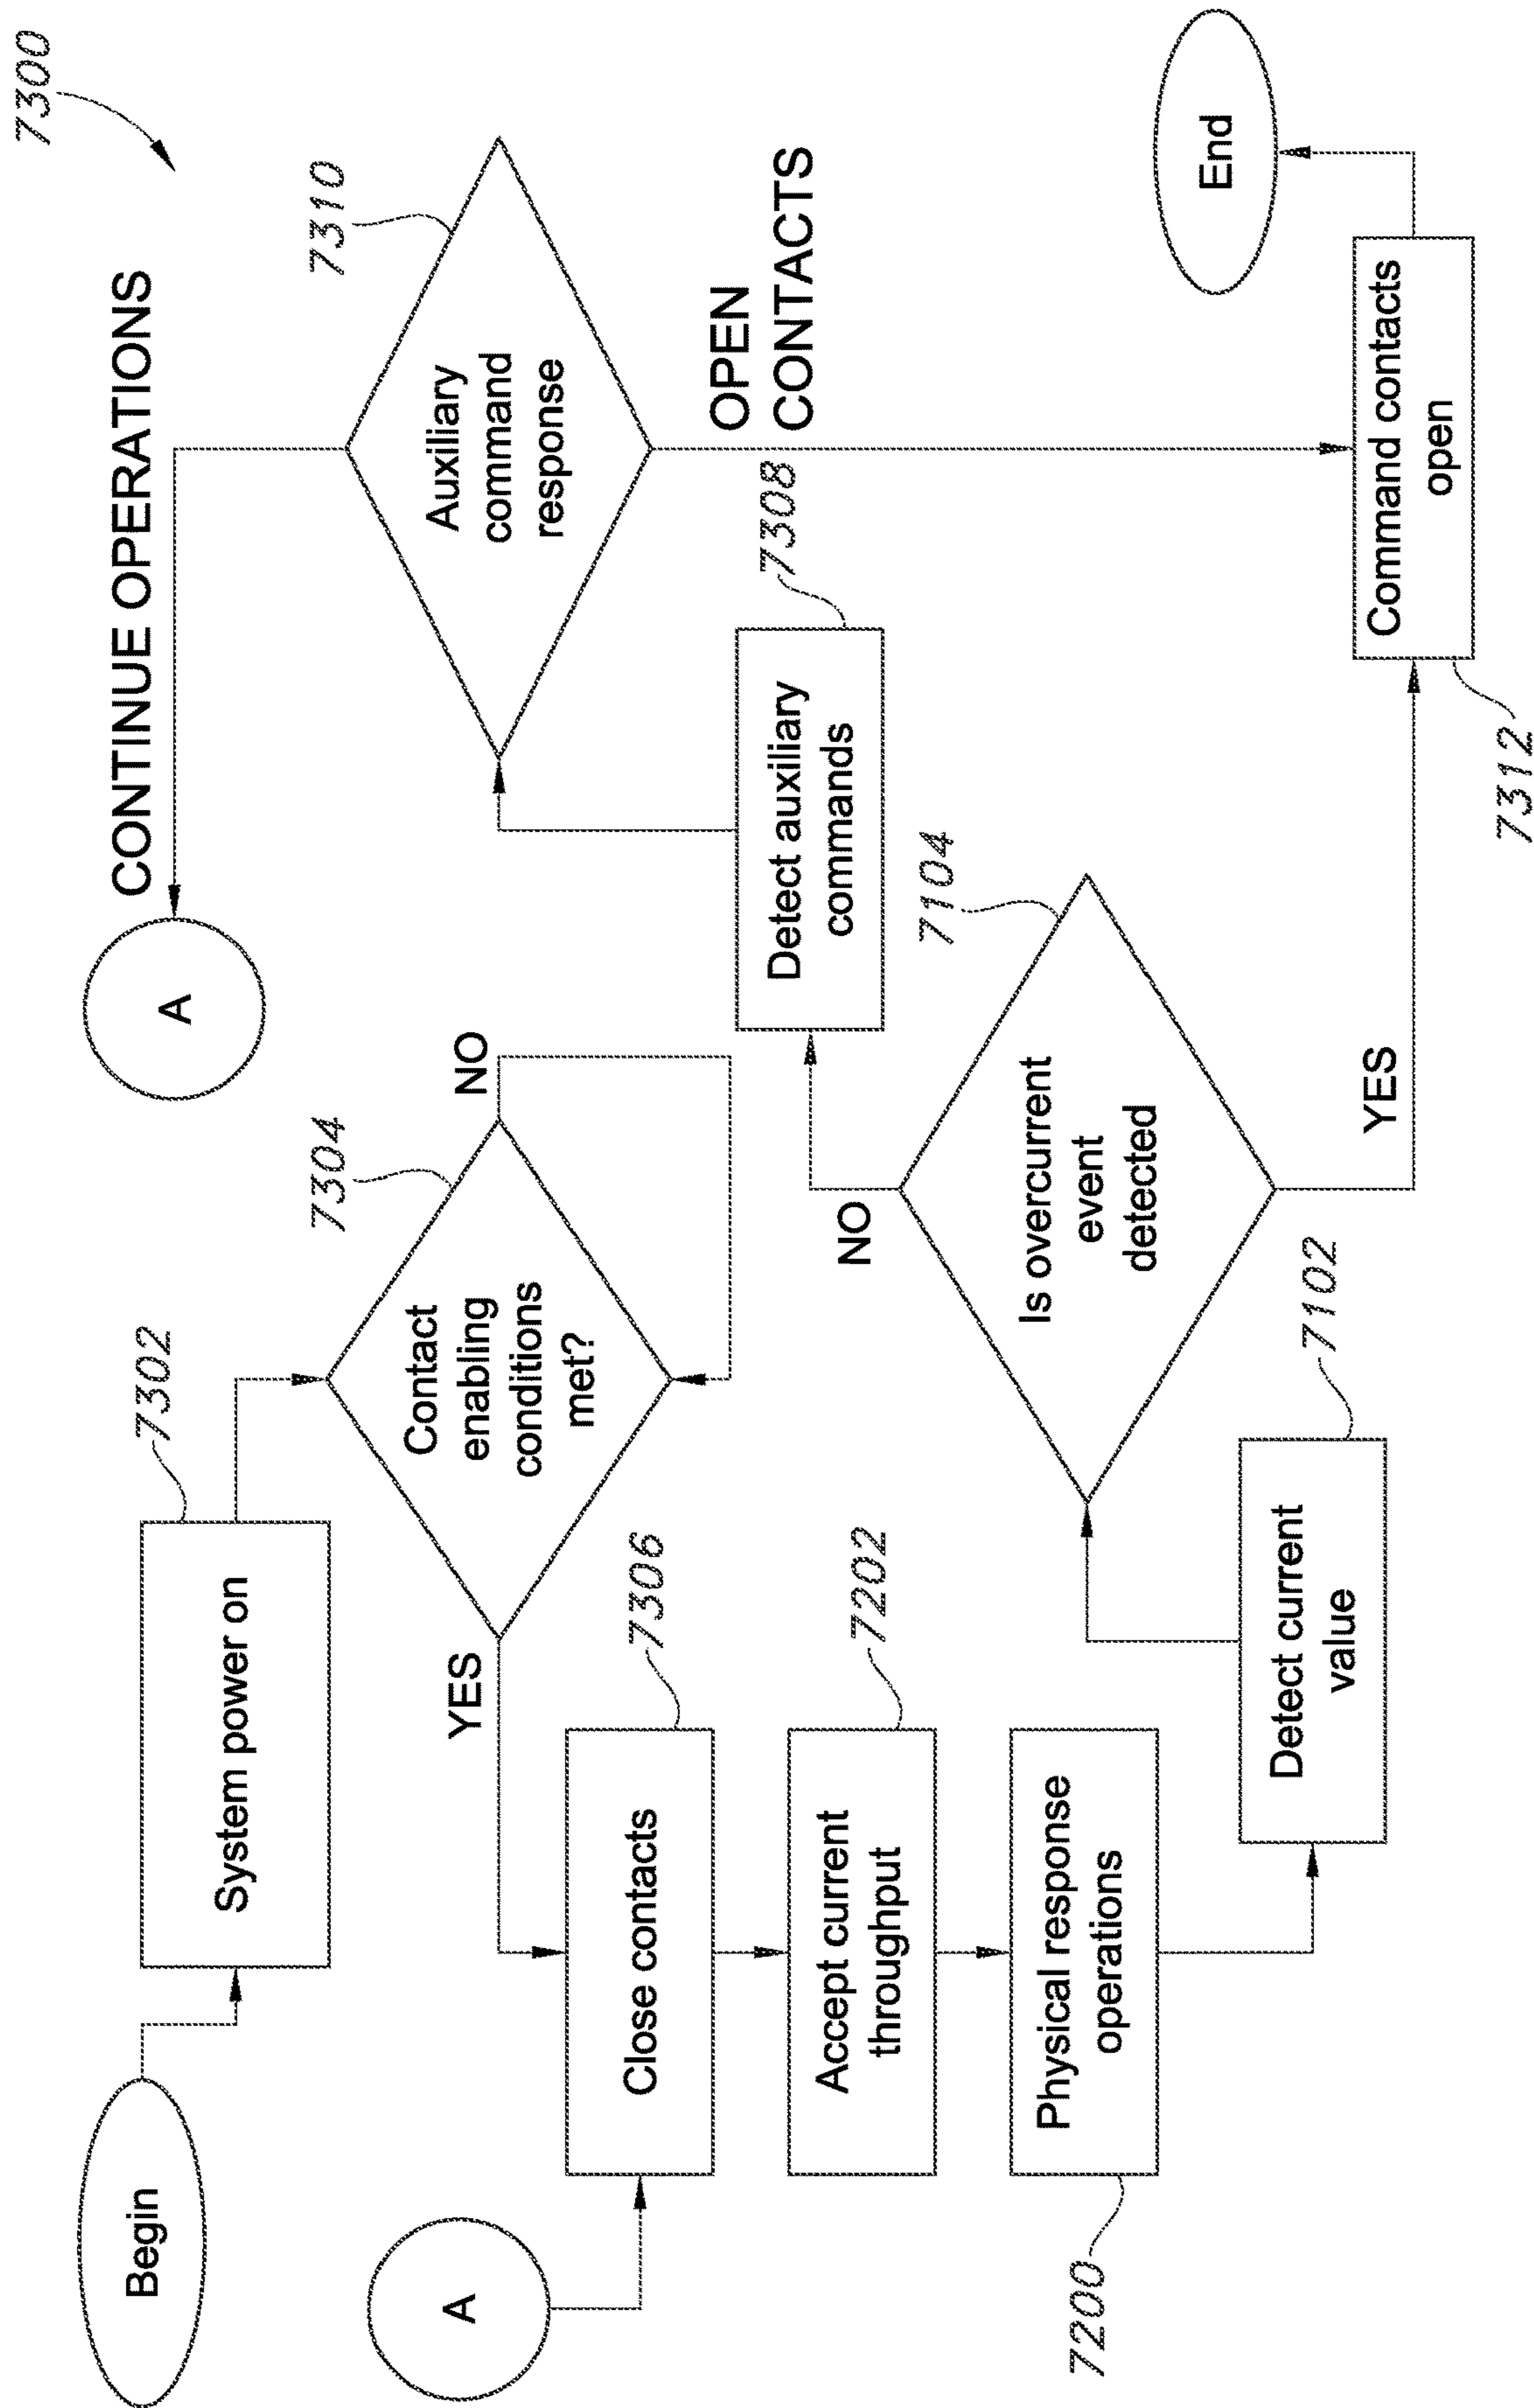 7300
Begin
System power on
7302
Contact
enabling
conditions
met?
7304
NO
YES
A
CONTINUE OPERATIONS
A
Close contacts
7306
Accept current
throughput
7202
Physical response
operations
7200
Detect current
value
7102
Is overcurrent
event
detected
7104
NO
YES
Detect auxiliary
commands
7308
Auxiliary
command
response
7310
OPEN
CONTACTS
Command contacts
open
7312
End